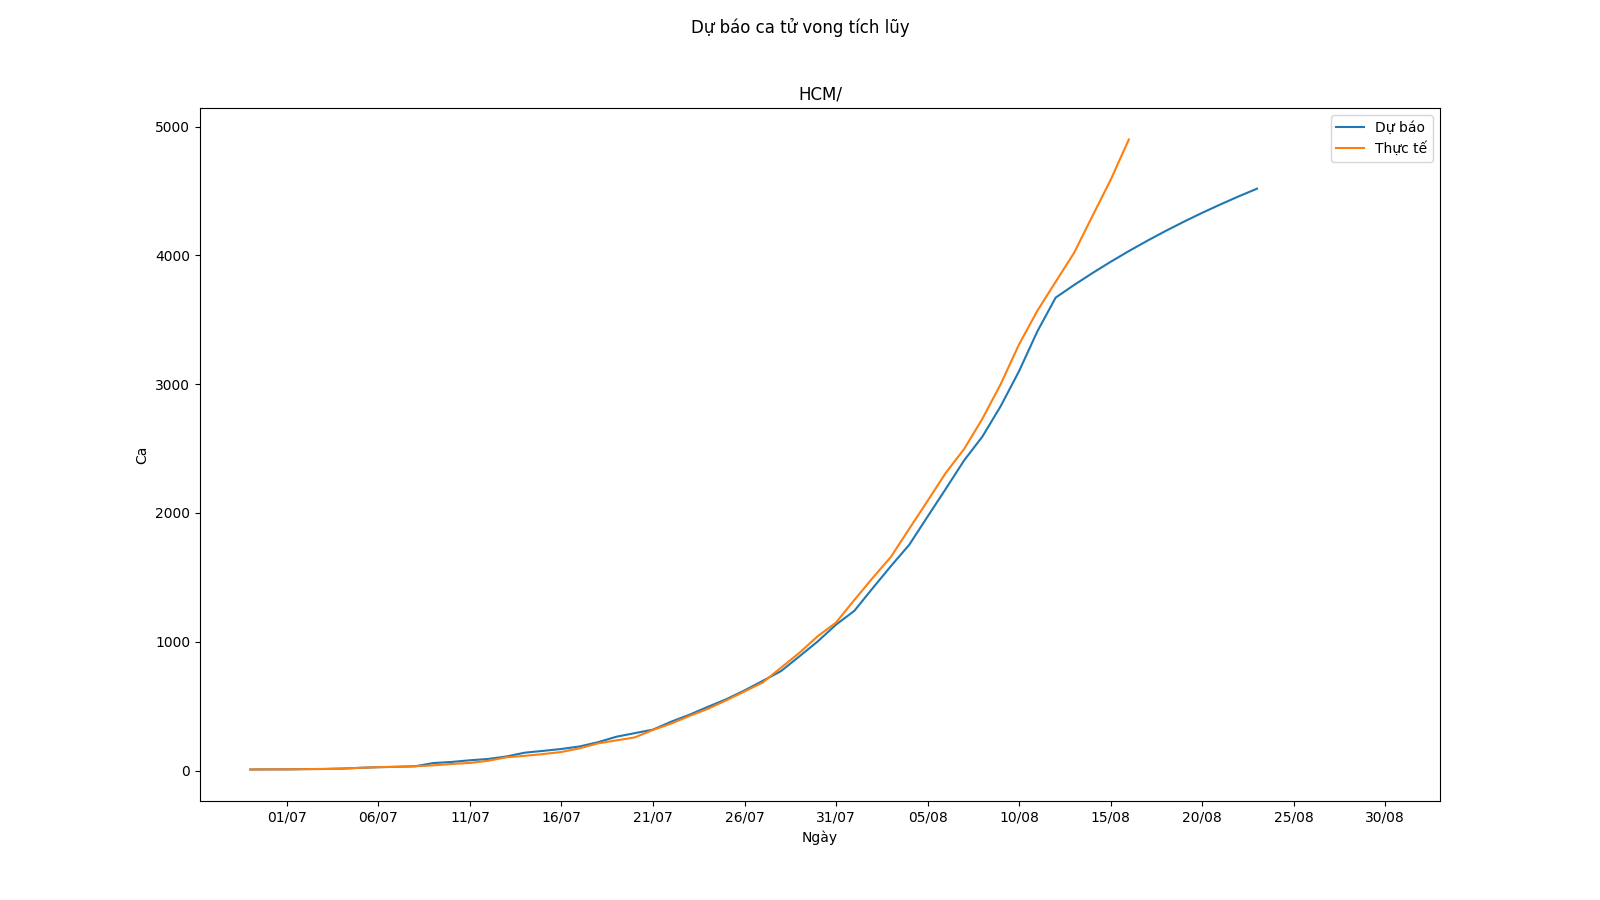 Dự báo ca tử vong tích lũy
HCM/
Dự báo
Thực tế
5000
4000
3000
2000
1000
0
Ca
01/07 06/07 11/07 16/07 21/07 26/07 31/07 05/08 10/08 15/08 20/08 25/08 30/08
Ngày